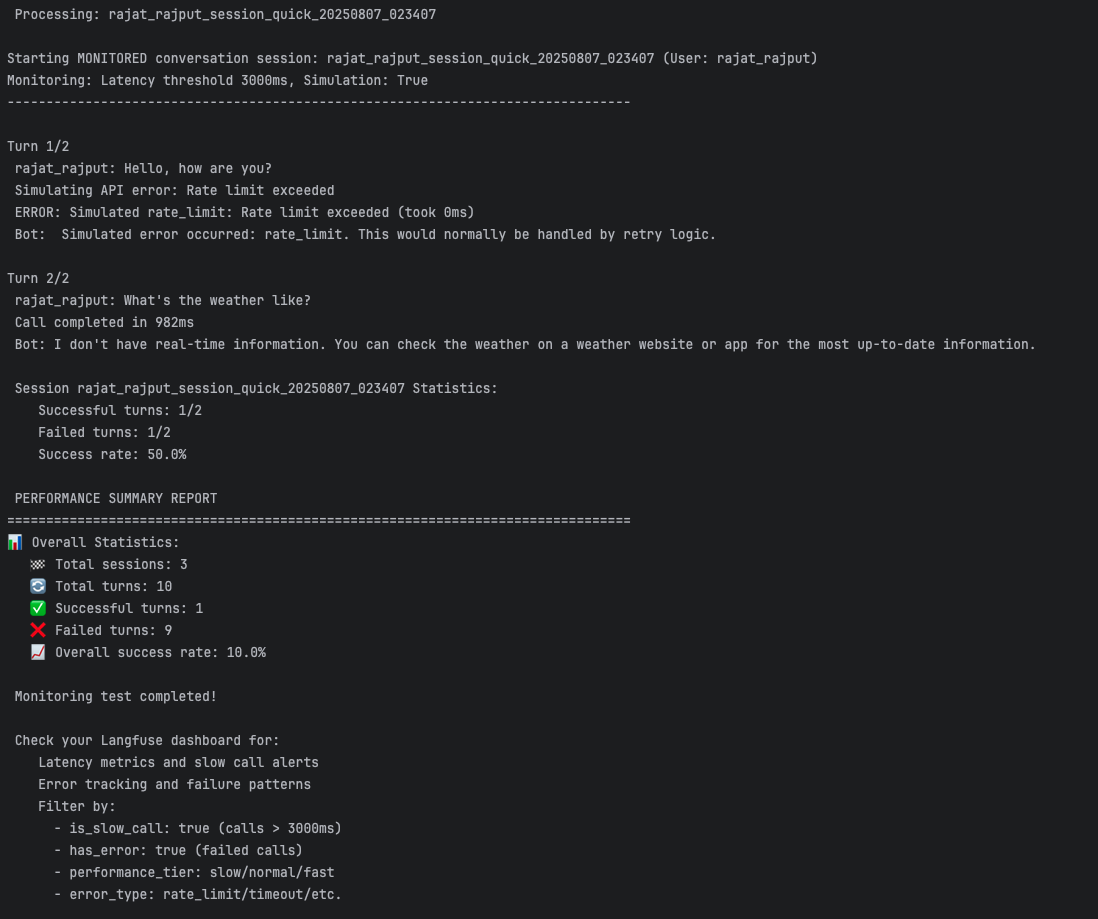 Processing: rajat_rajput_session_quick_20250807_023407
Starting MONITORED conversation session: rajat_rajput_session_quick_20250807_023407 (User: rajat_rajput)
Monitoring: Latency threshold 3000ms, Simulation: True
--------------------------------------------------------------------------------
Turn 1/2
rajat_rajput: Hello, how are you?
Simulating API error: Rate limit exceeded
ERROR: Simulated rate_limit: Rate limit exceeded (took 0ms)
Bot:  Simulated error occurred: rate_limit. This would normally be handled by retry logic.
Turn 2/2
rajat_rajput: What's the weather like?
Call completed in 982ms
Bot: I don't have real-time information. You can check the weather on a weather website or app for the most up-to-date information.
Session rajat_rajput_session_quick_20250807_023407 Statistics:
Successful turns: 1/2
Failed turns: 1/2
Success rate: 50.0%
PERFORMANCE SUMMARY REPORT
================================================================================
📊 Overall Statistics:
🏁 Total sessions: 3
🔄 Total turns: 10
✅ Successful turns: 1
❌ Failed turns: 9
📈 Overall success rate: 10.0%
Monitoring test completed!
Check your Langfuse dashboard for:
Latency metrics and slow call alerts
Error tracking and failure patterns
Filter by:
- is_slow_call: true (calls > 3000ms)
- has_error: true (failed calls)
- performance_tier: slow/normal/fast
- error_type: rate_limit/timeout/etc.